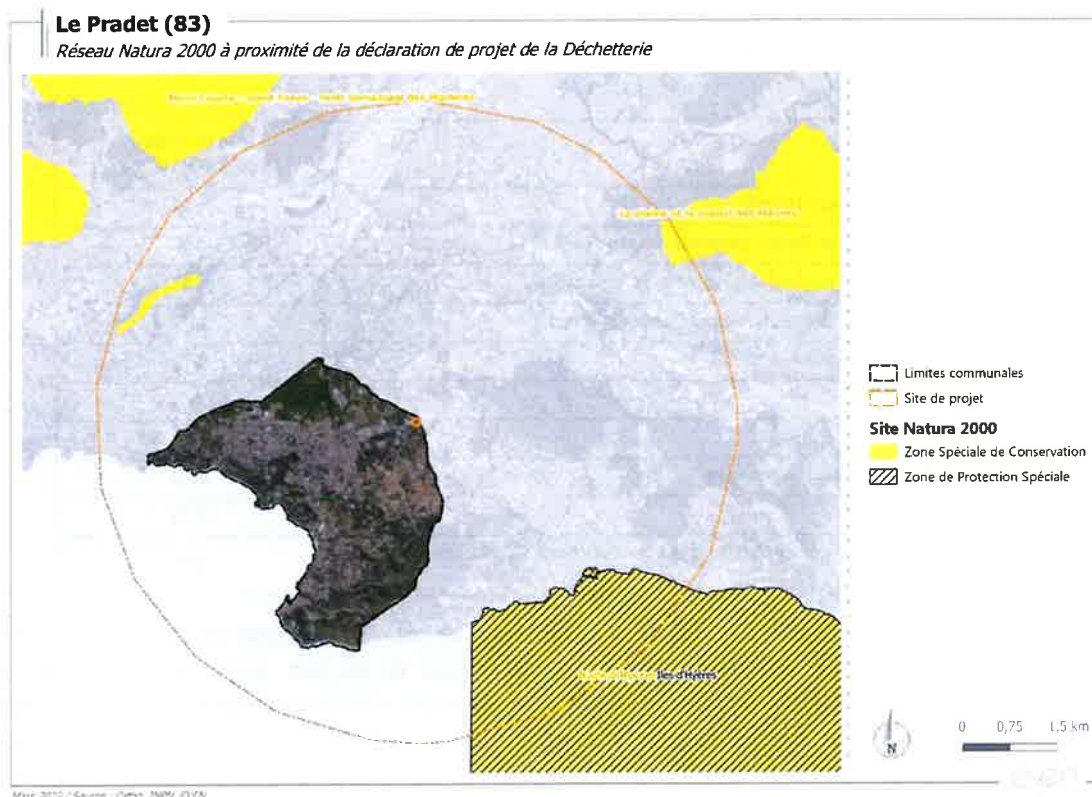 Le Pradet (83)
Réseau Natura 2000 à proximité de la déclaration de projet de la Déchetterie
Iles d'Hyères
Limites communales
Site de projet
Site Natura 2000
Zone Spéciale de Conservation
Zone de Protection Spéciale
N
0 0,75 1,5 km